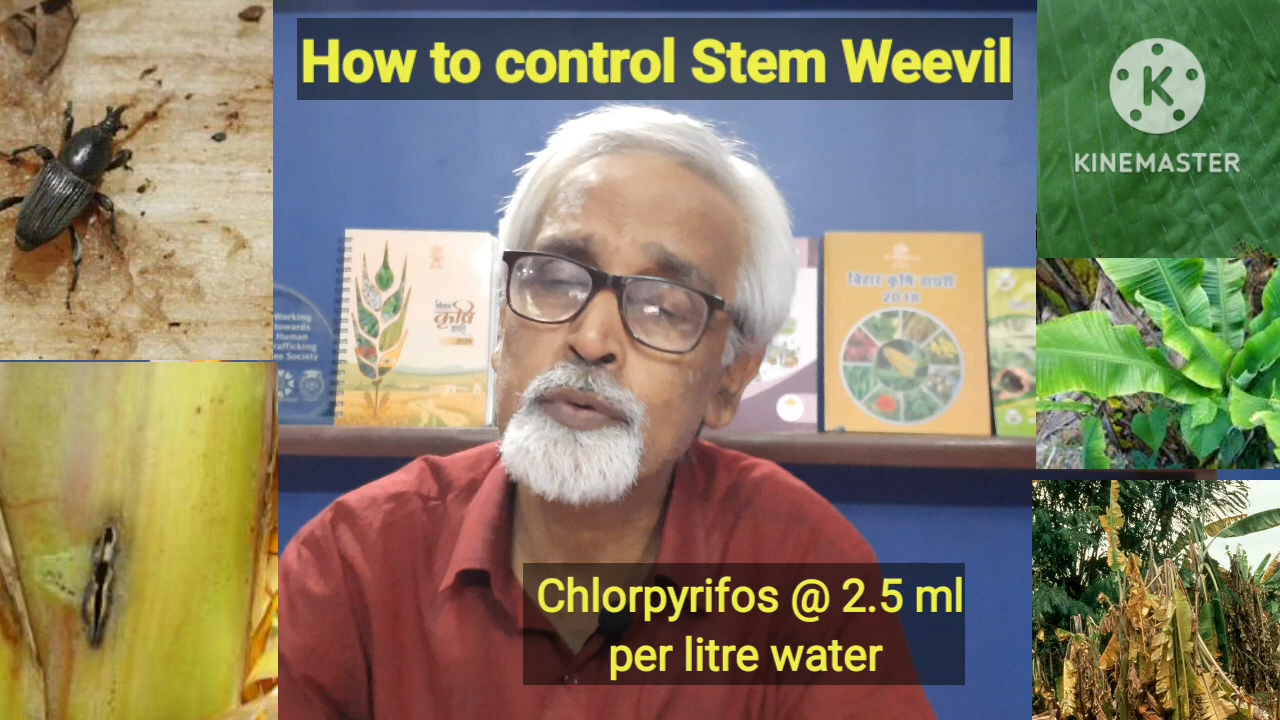 How to control Stem Weevil
KINEMASTER
बिहार
कृषि
डायरी
बिहार कृषि डायरी
2018
Working
towards
Human
Society
Chlorpyrifos @ 2.5 ml
per litre water